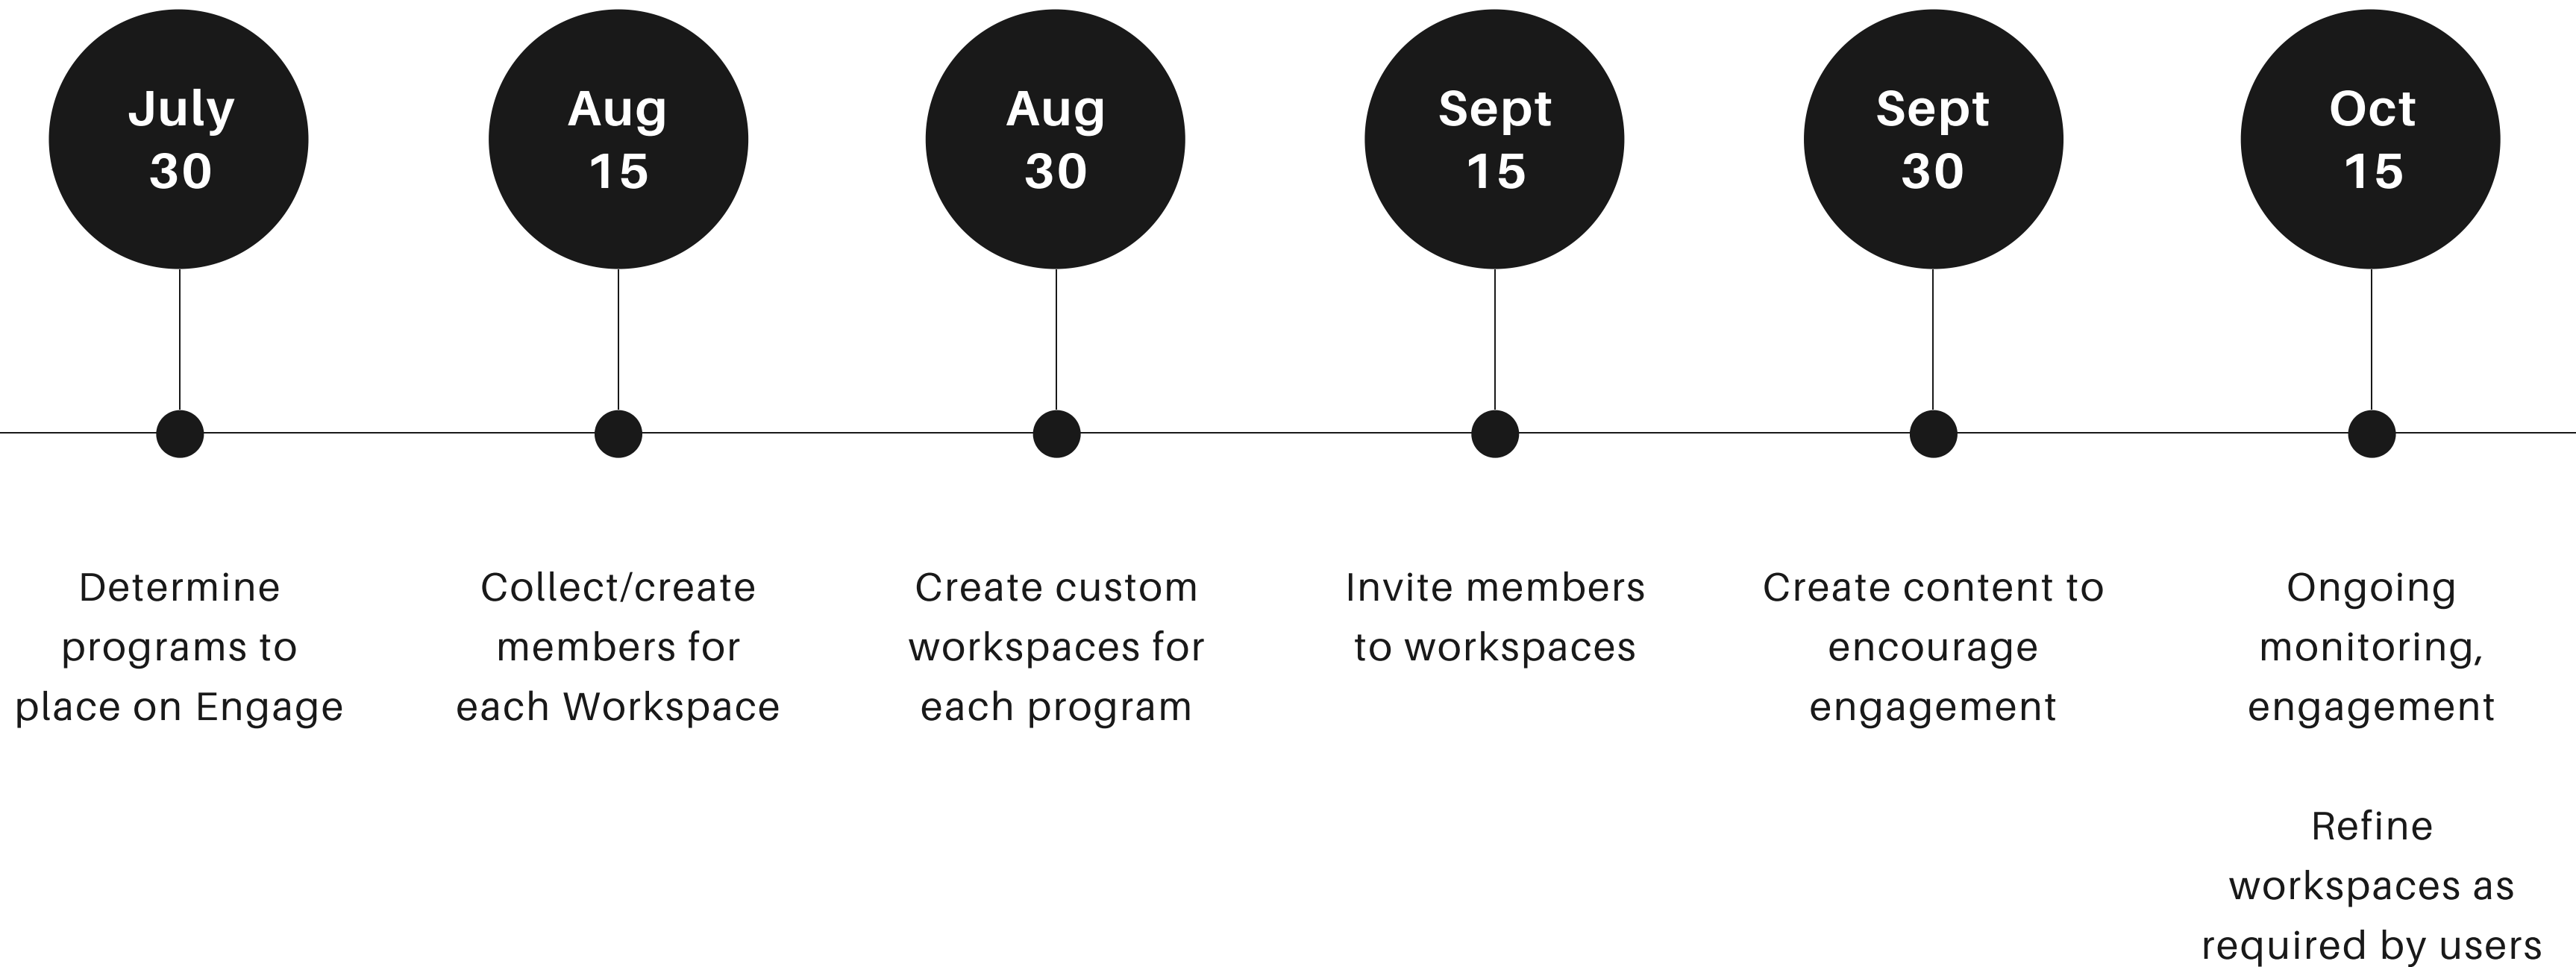 July
30
Aug
15
Aug
30
Sept
15
Sept
30
Oct
15
Determine
programs to
place on Engage
Collect/create
members for
each Workspace
Create custom
workspaces for
each program
Invite members
to workspaces
Create content to
encourage
engagement
Ongoing
monitoring,
engagement
Refine
workspaces as
required by users